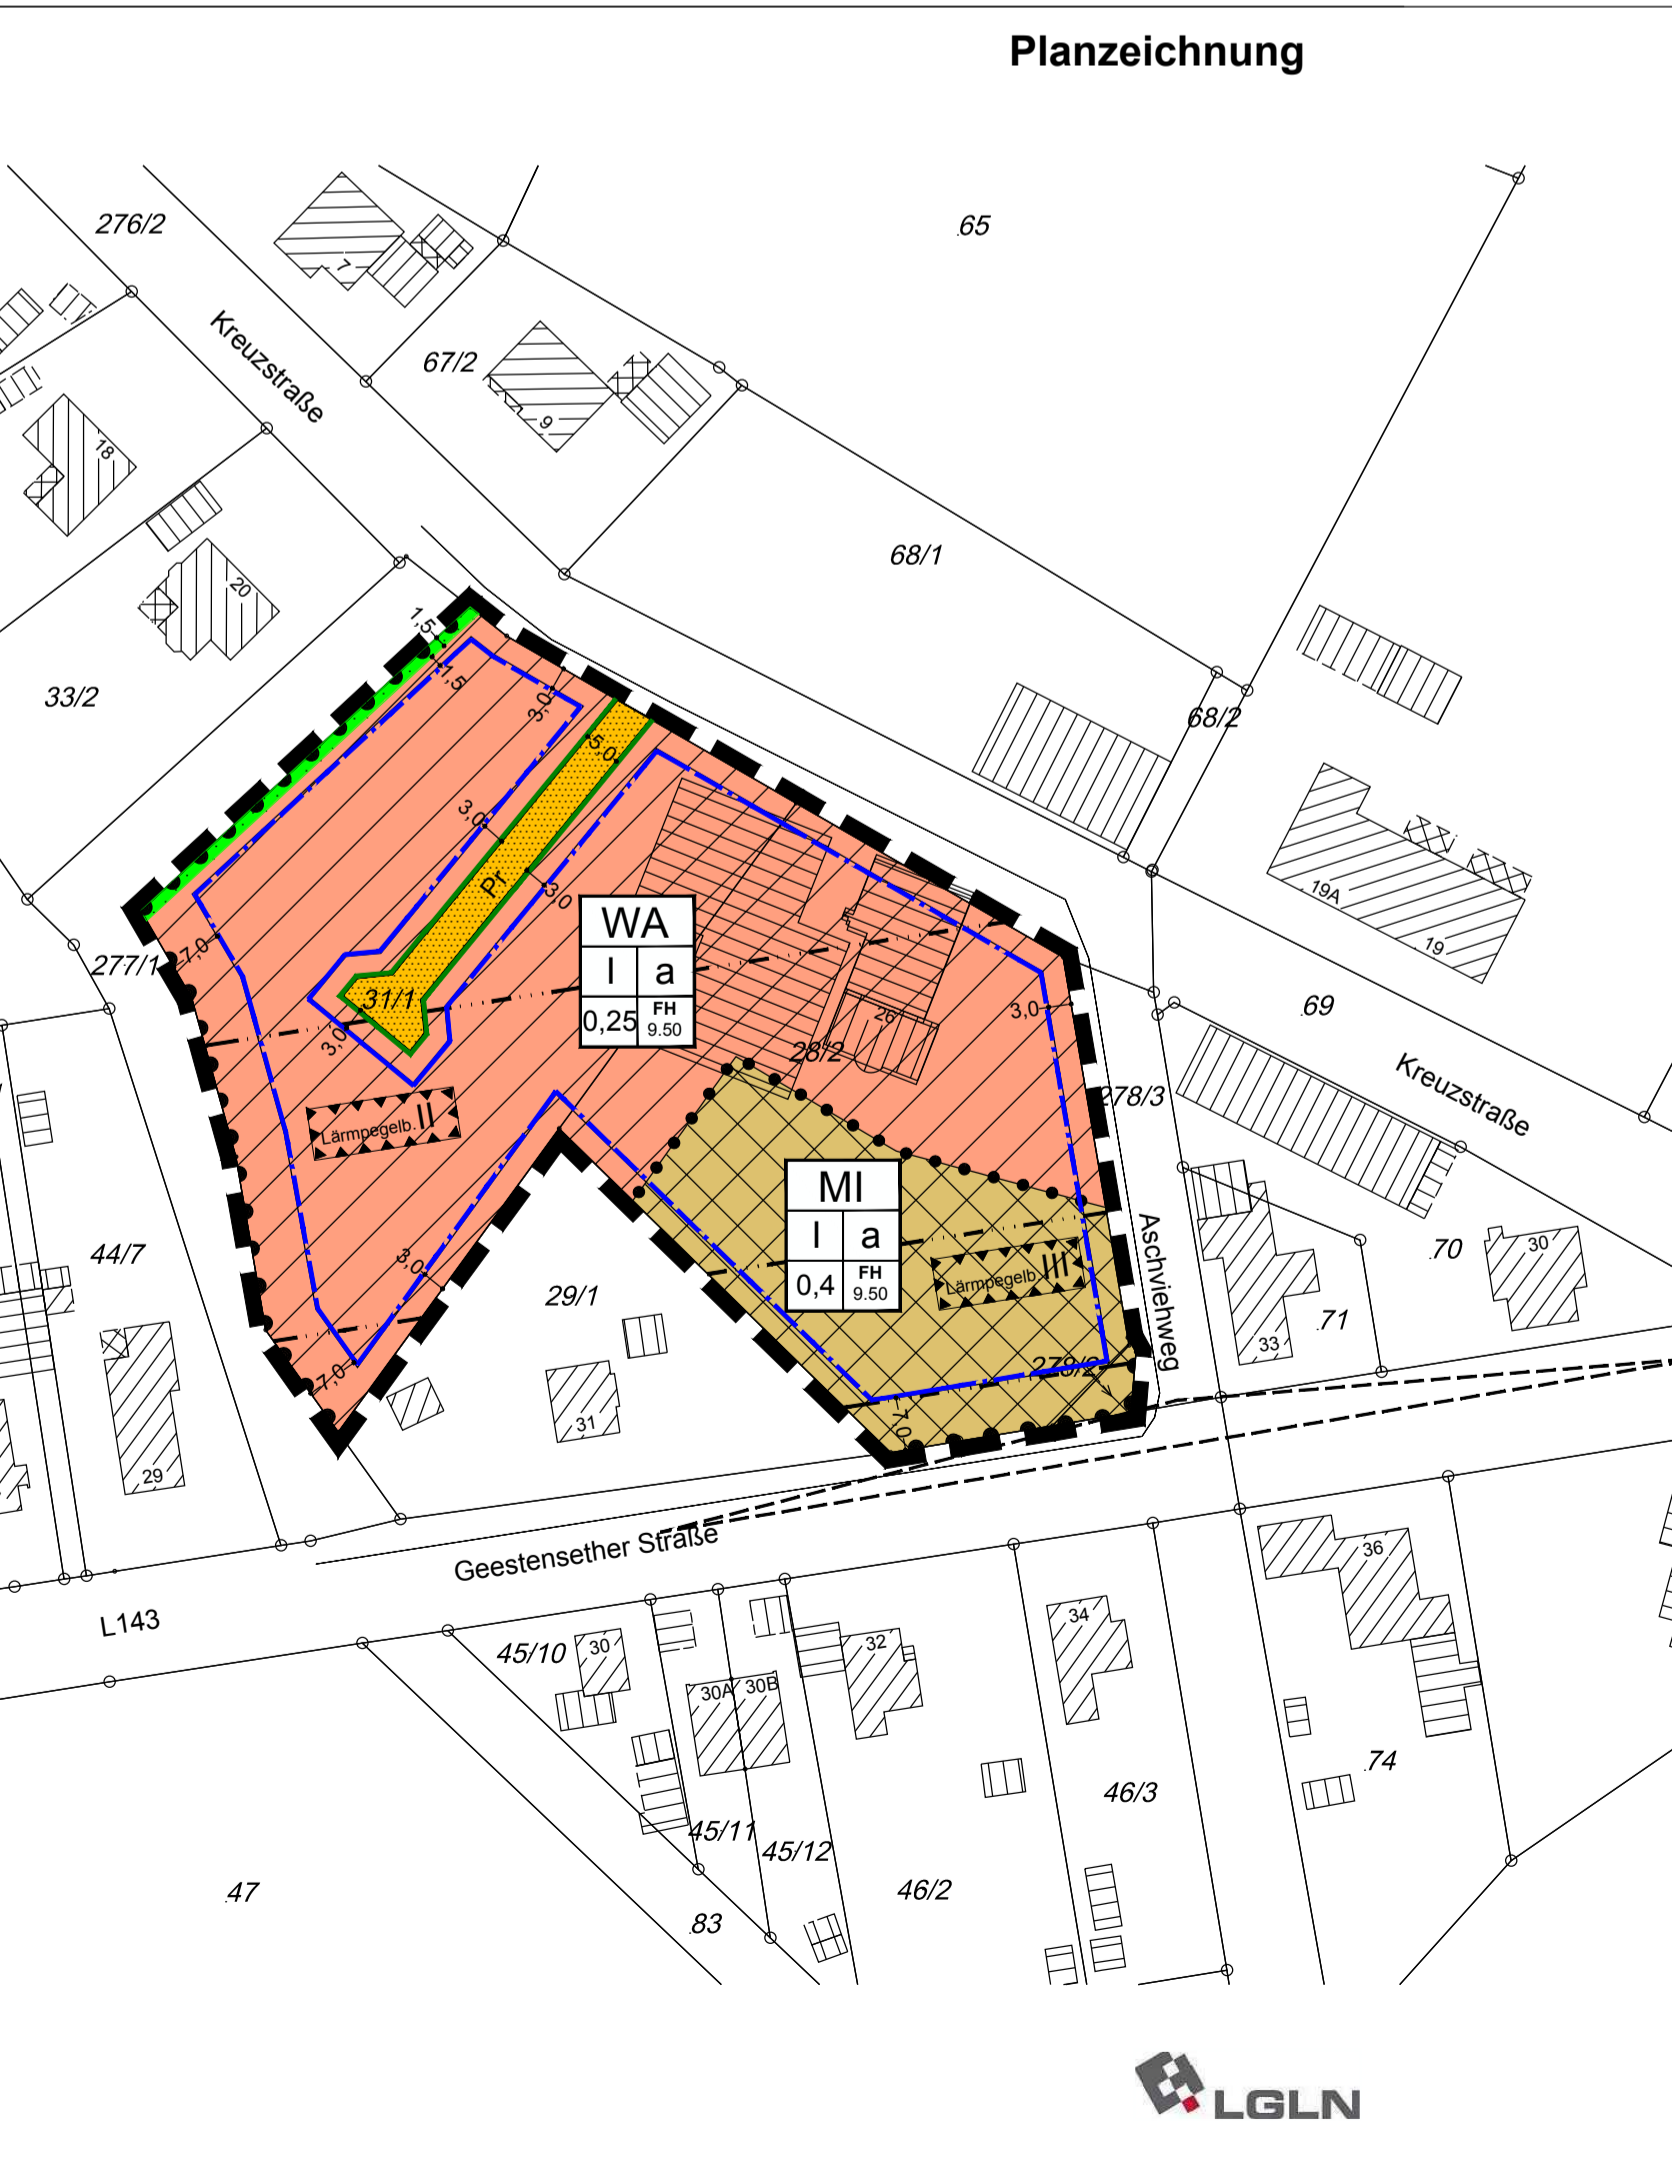 Planzeichnung
276/2
65
7
Kreuzstraße
67/2
9
18
68/1
20
1,5
1,5
33/2
3,0
68/2
5,0
3,0
Pr
3,0
19A
19
WA
277/1
7,0
I a
31/1
0,25 FH
9.50
3,0
3,0
26
69
28/2
Kreuzstraße
278/3
Lärmpegelb. II
MI
I a
0,4 FH
9.50
Lärmpegelb. III
Aschviehweg
44/7
3,0
29/1
70
30
71
33
7,0
278/2
31
7,0
29
Geestensether Straße
36
L143
45/10
30
32
34
30A
30B
74
46/3
45/11
45/12
47
46/2
83
LGLN